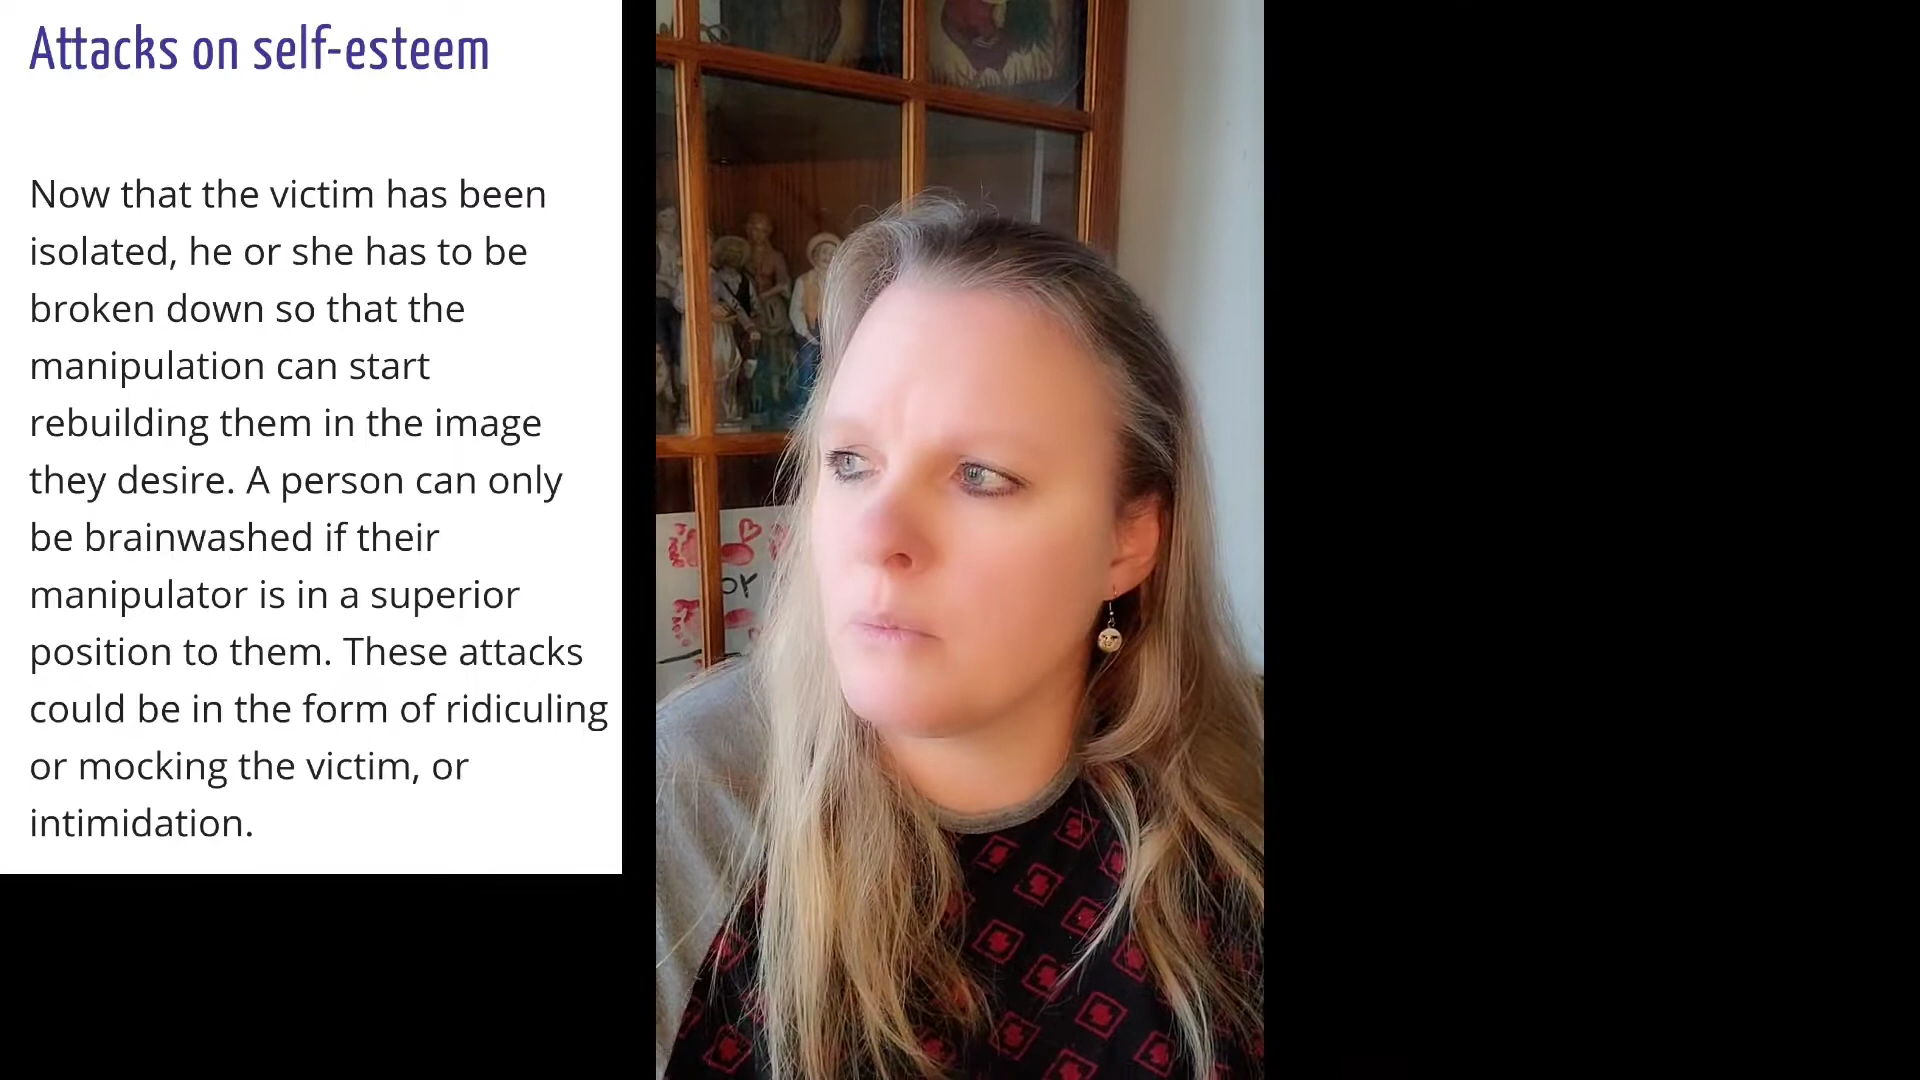 Attacks on self-esteem
Now that the victim has been
isolated, he or she has to be
broken down so that the
manipulation can start
rebuilding them in the image
they desire. A person can only
be brainwashed if their
manipulator is in a superior
position to them. These attacks
could be in the form of ridiculing
or mocking the victim, or
intimidation.
or